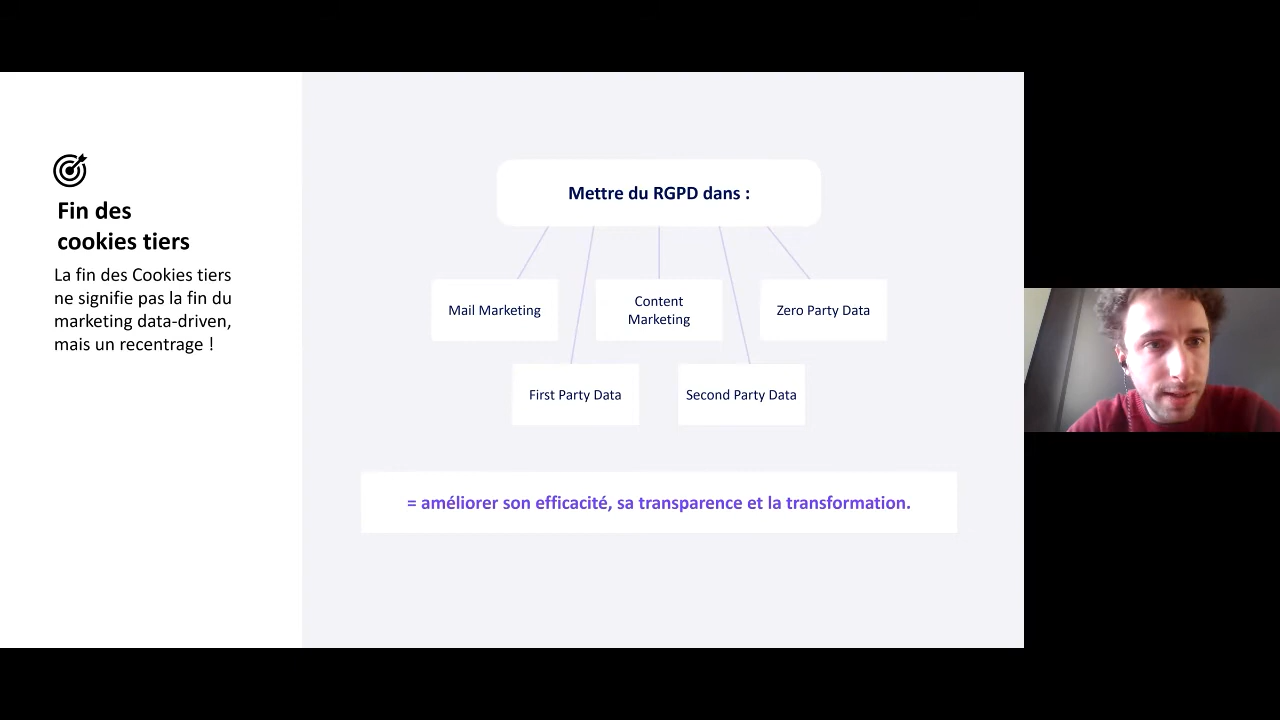 Fin des
cookies tiers
La fin des Cookies tiers
ne signifie pas la fin du
marketing data-driven,
mais un recentrage !
Mettre du RGPD dans :
Mail Marketing
Content
Marketing
Zero Party Data
First Party Data
Second Party Data
= améliorer son efficacité, sa transparence et la transformation.